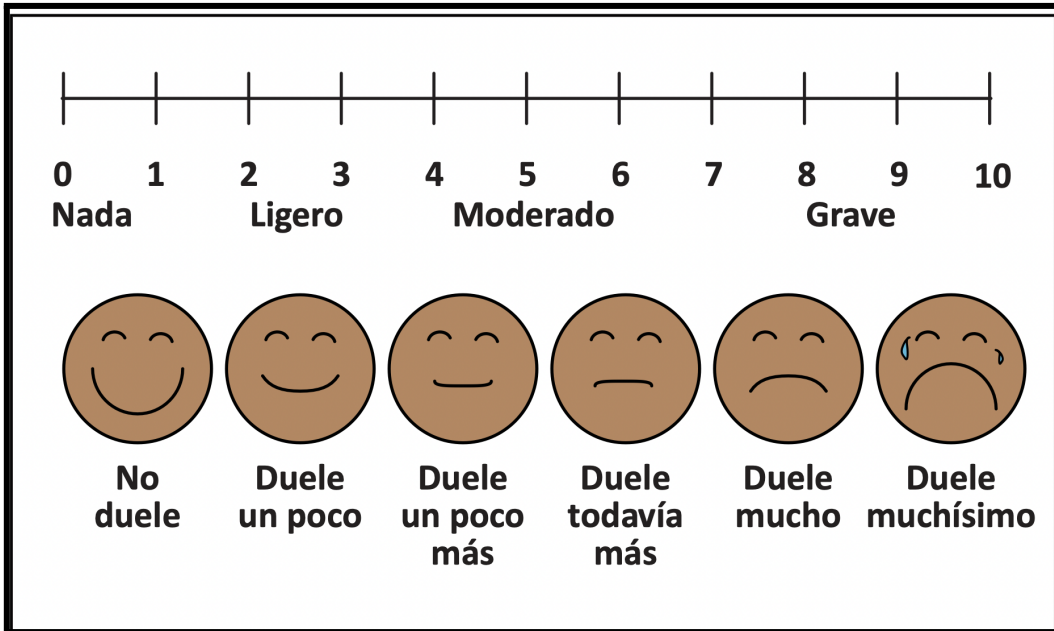 0 1 2 3 4 5 6 7 8 9 10
Nada Ligero Moderado Grave
No duele
Duele un poco
Duele un poco más
Duele todavía más
Duele mucho
Duele muchísimo